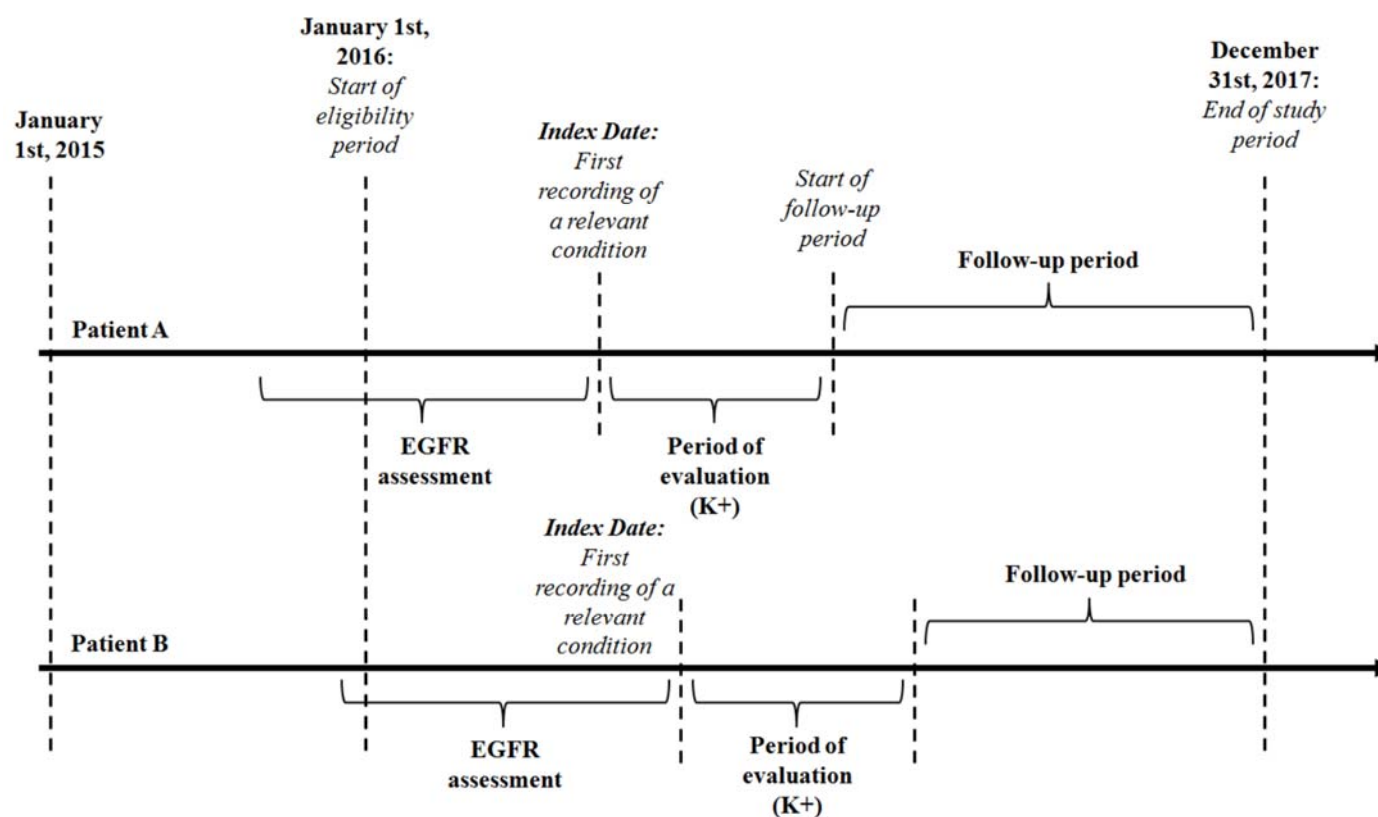 January
1st, 2015
January 1st,
2016:
Start of
eligibility
period
Index Date:
First
recording of
a relevant
condition
Start of
follow-up
period
December
31st, 2017:
End of study
period
Follow-up period
Patient A
EGFR
assessment
Period of
evaluation
(K+)
Index Date:
First
recording of a
relevant
condition
Follow-up period
Patient B
EGFR
assessment
Period of
evaluation
(K+)